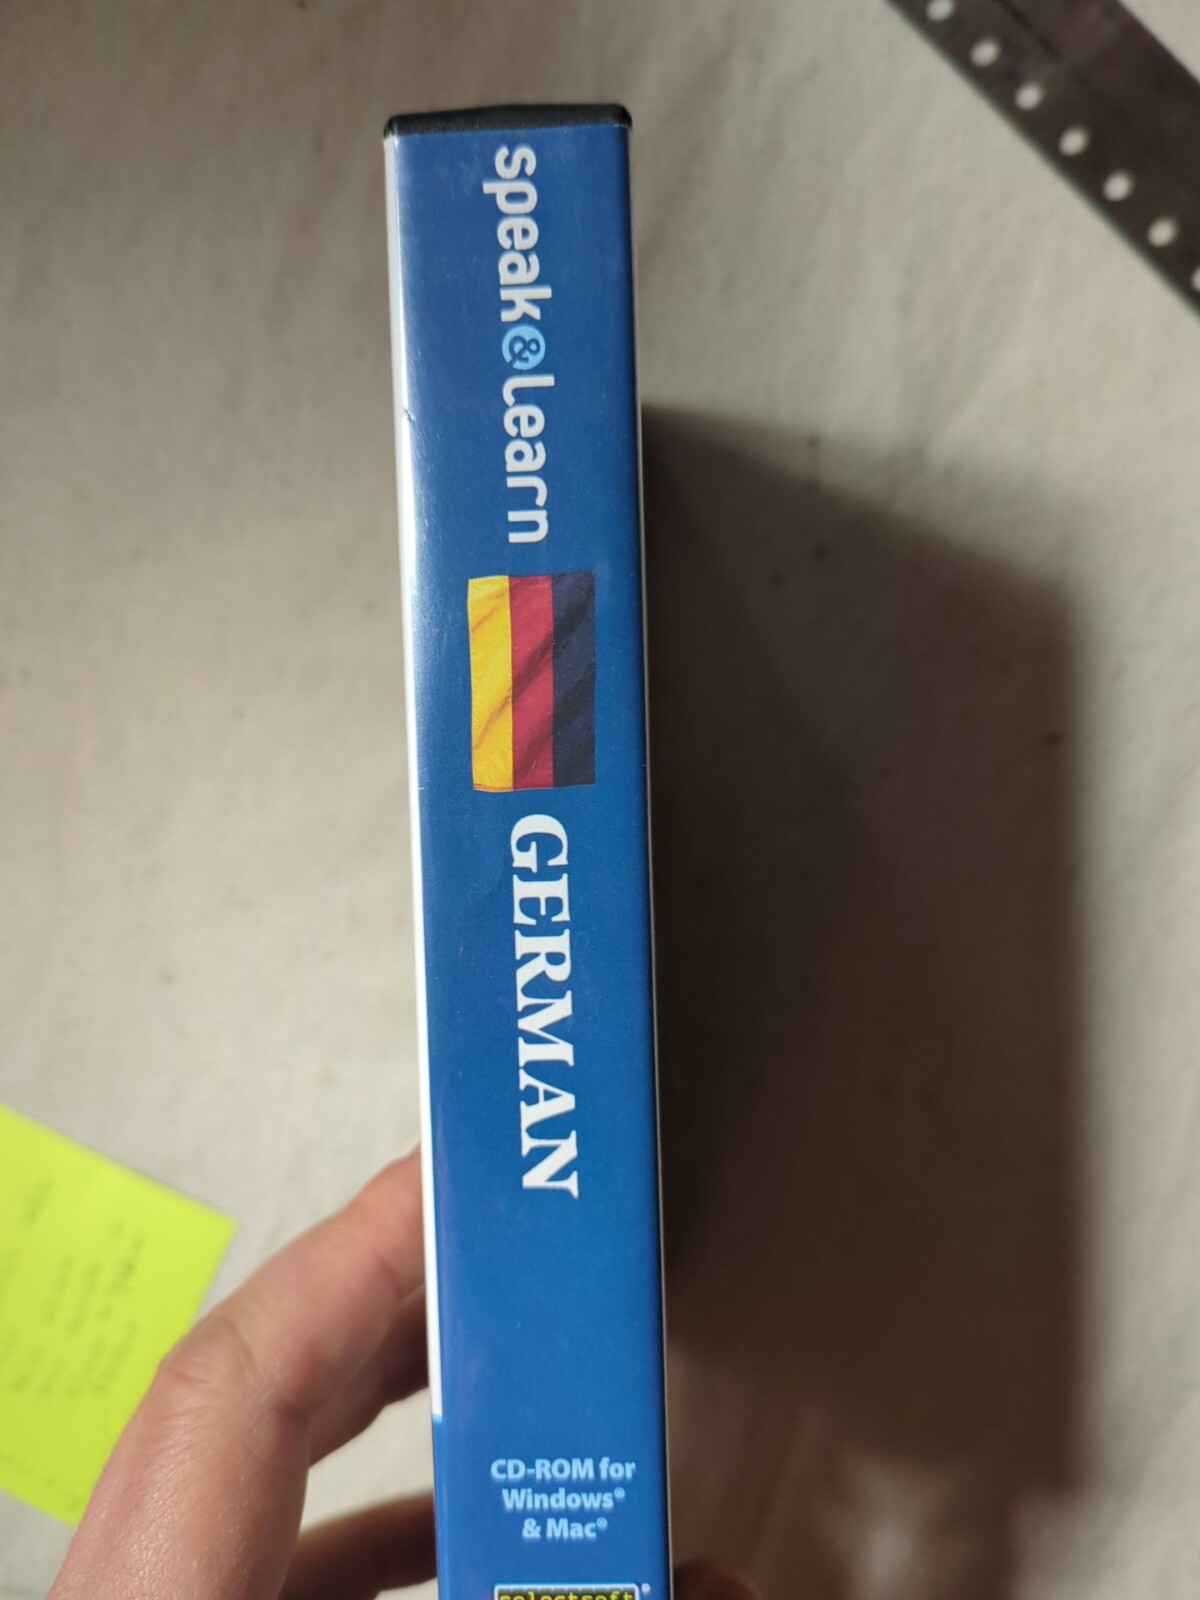 speak&Learn
GERMAN
CD-ROM for
Windows®
& Mac®
selectsoft®